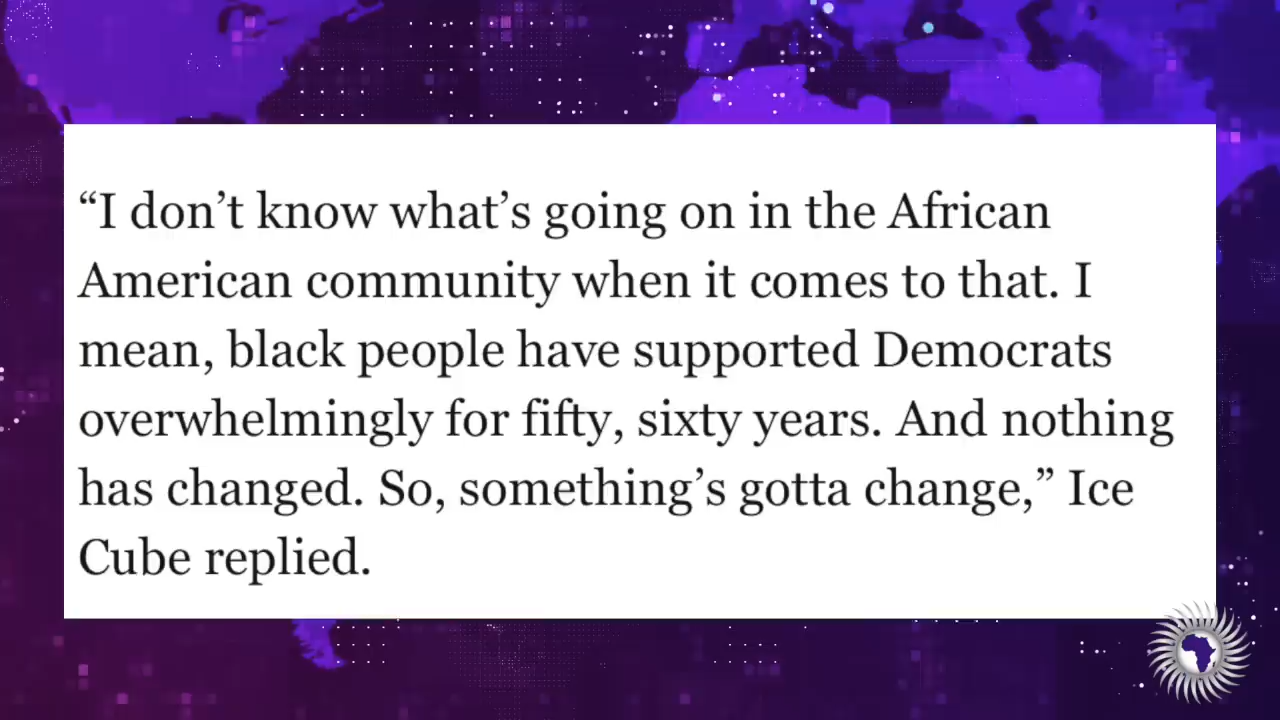 “I don’t know what’s going on in the African
American community when it comes to that. I
mean, black people have supported Democrats
overwhelmingly for fifty, sixty years. And nothing
has changed. So, something’s gotta change,” Ice
Cube replied.